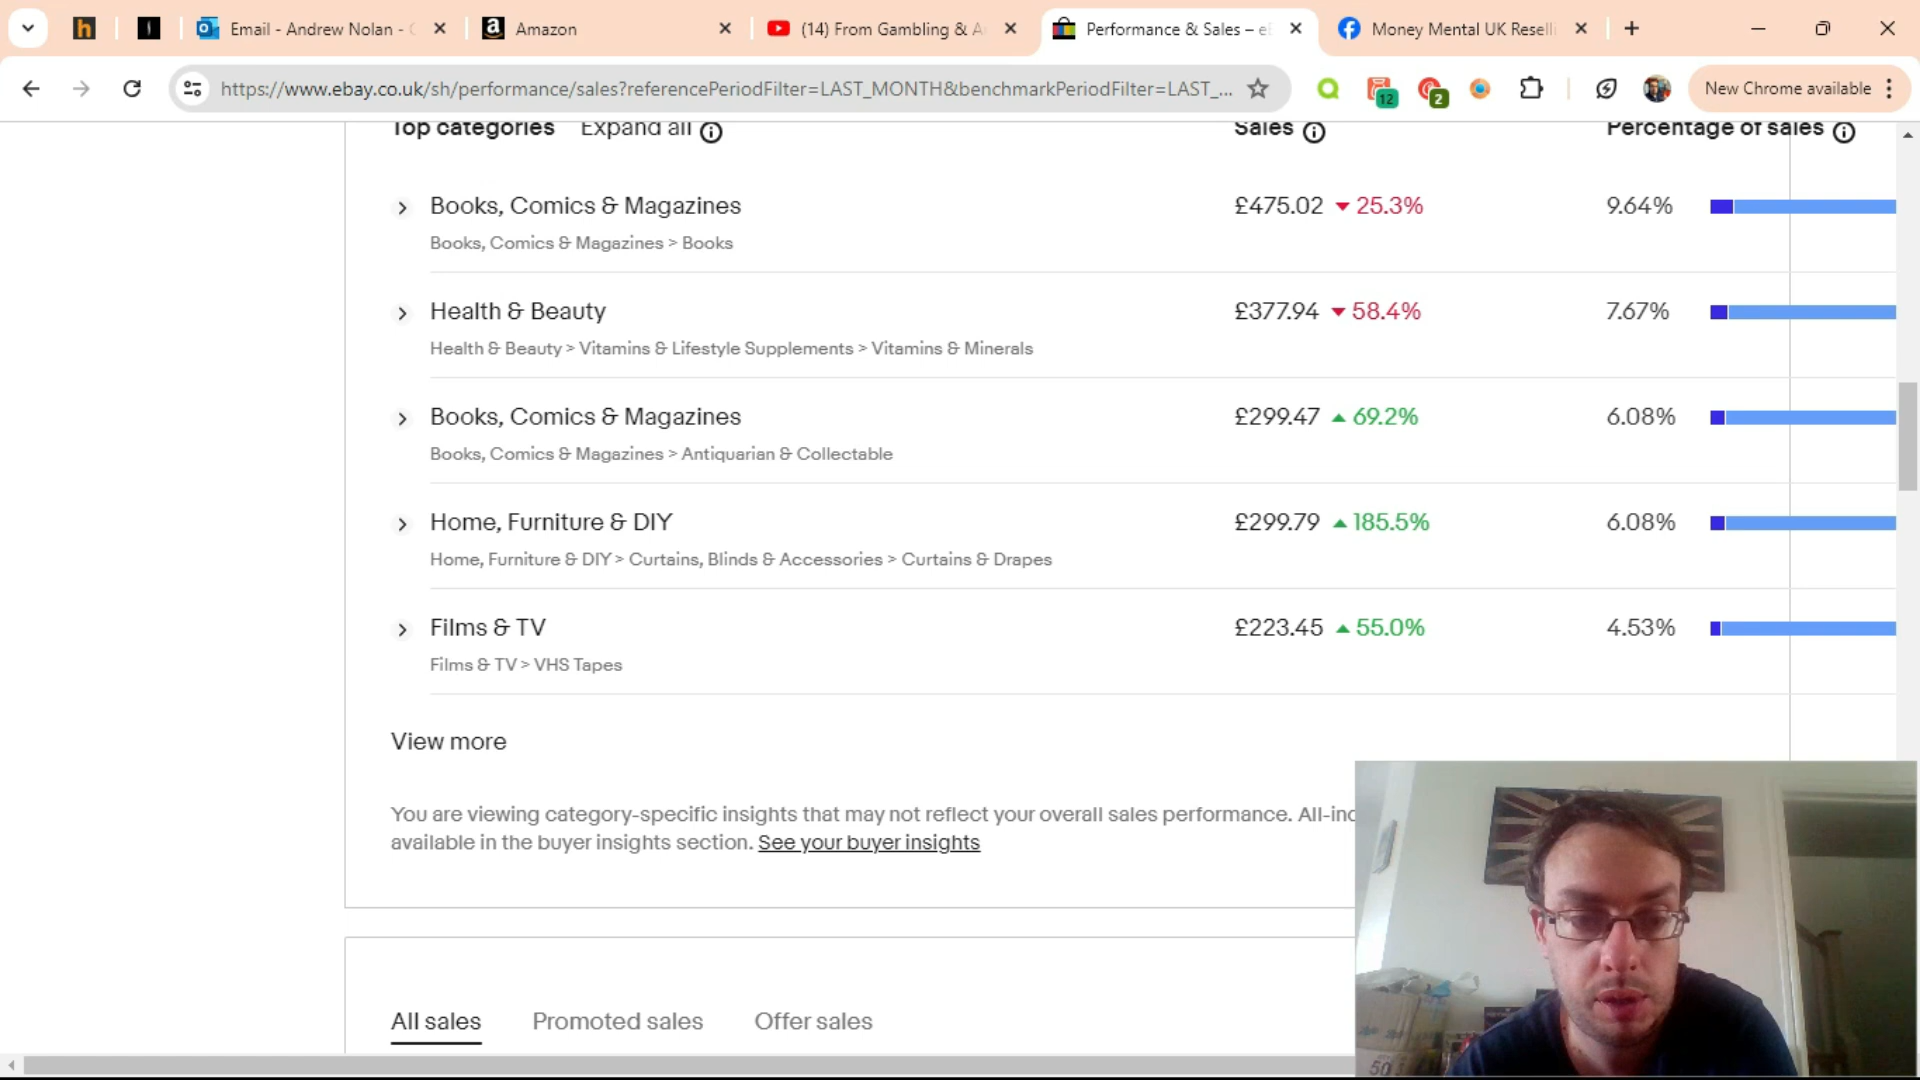 Email - Andrew Nolan -
Amazon
(14) From Gambling & A
Performance & Sales – e
Money Mental UK Reselli
https://www.ebay.co.uk/sh/performance/sales?referencePeriodFilter=LAST_MONTH&benchmarkPeriodFilter=LAST_...
12
2
New Chrome available
Top categories Expand all Sales Percentage of sales
Books, Comics & Magazines £475.02 25.3% 9.64%
Books, Comics & Magazines > Books
Health & Beauty £377.94 58.4% 7.67%
Health & Beauty > Vitamins & Lifestyle Supplements > Vitamins & Minerals
Books, Comics & Magazines £299.47 69.2% 6.08%
Books, Comics & Magazines > Antiquarian & Collectable
Home, Furniture & DIY £299.79 185.5% 6.08%
Home, Furniture & DIY > Curtains, Blinds & Accessories > Curtains & Drapes
Films & TV £223.45 55.0% 4.53%
Films & TV > VHS Tapes
View more
You are viewing category-specific insights that may not reflect your overall sales performance. All-inc
available in the buyer insights section. See your buyer insights
All sales Promoted sales Offer sales
50